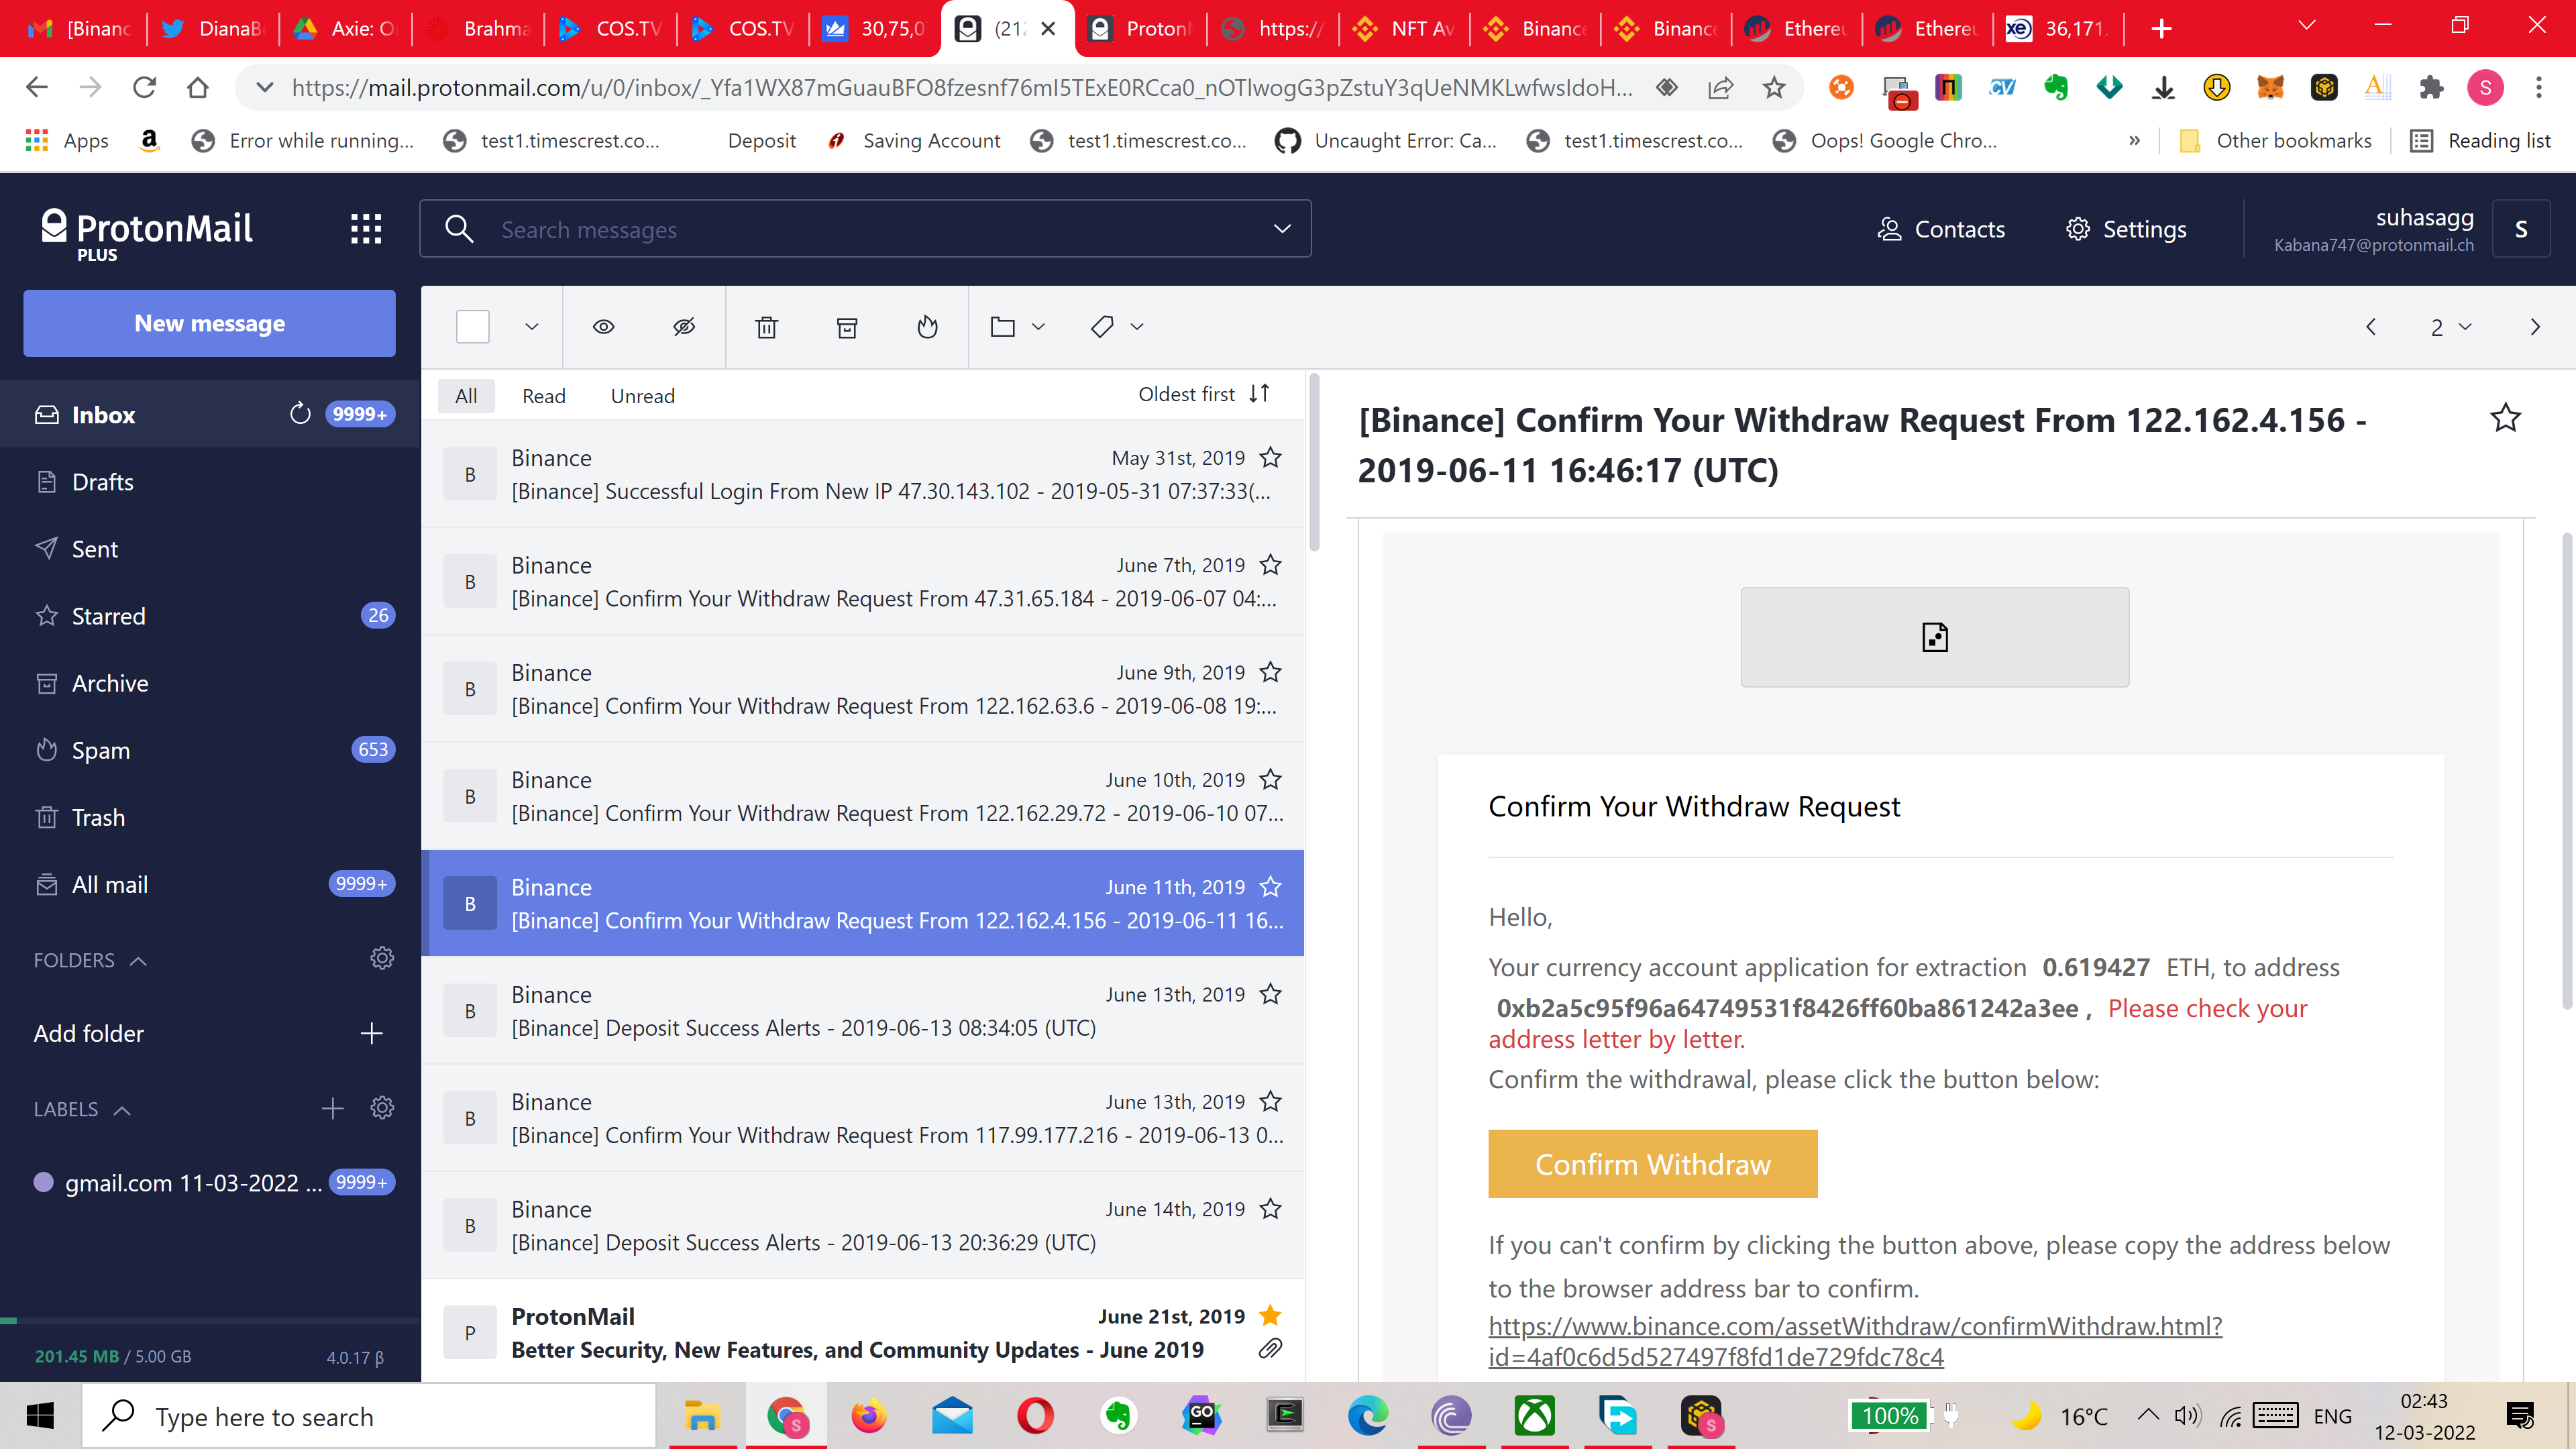 [Binanc
DianaB
Axie: O
Brahma
COS.TV
COS.TV
30,75,0
(212
Proton
https://
NFT Av
Binance
Binance
Ethereu
Ethereu
xe 36,171.
https://mail.protonmail.com/u/0/inbox/_Yfa1WX87mGuauBFO8fzesnf76mI5TExE0RCca0_nOTlwogG3pZstuY3qUeNMKLwfwsIdoH...
S
Apps
Error while running...
test1.timescrest.co...
Deposit
Saving Account
test1.timescrest.co...
Uncaught Error: Ca...
test1.timescrest.co...
Oops! Google Chro...
»
Other bookmarks
Reading list
ProtonMail
PLUS
Search messages
Contacts
Settings
suhasagg
Kabana747@protonmail.ch
S
New message
2
Inbox 9999+
Drafts
Sent
Starred 26
Archive
Spam 653
Trash
All mail 9999+
FOLDERS
Add folder
LABELS
gmail.com 11-03-2022 ... 9999+
201.45 MB / 5.00 GB
4.0.17 β
All Read Unread
Oldest first
B Binance May 31st, 2019
[Binance] Successful Login From New IP 47.30.143.102 - 2019-05-31 07:37:33(...
B Binance June 7th, 2019
[Binance] Confirm Your Withdraw Request From 47.31.65.184 - 2019-06-07 04:...
B Binance June 9th, 2019
[Binance] Confirm Your Withdraw Request From 122.162.63.6 - 2019-06-08 19:...
B Binance June 10th, 2019
[Binance] Confirm Your Withdraw Request From 122.162.29.72 - 2019-06-10 07...
B Binance June 11th, 2019
[Binance] Confirm Your Withdraw Request From 122.162.4.156 - 2019-06-11 16...
B Binance June 13th, 2019
[Binance] Deposit Success Alerts - 2019-06-13 08:34:05 (UTC)
B Binance June 13th, 2019
[Binance] Confirm Your Withdraw Request From 117.99.177.216 - 2019-06-13 0...
B Binance June 14th, 2019
[Binance] Deposit Success Alerts - 2019-06-13 20:36:29 (UTC)
P ProtonMail June 21st, 2019
Better Security, New Features, and Community Updates - June 2019
[Binance] Confirm Your Withdraw Request From 122.162.4.156 -
2019-06-11 16:46:17 (UTC)
Confirm Your Withdraw Request
Hello,
Your currency account application for extraction 0.619427 ETH, to address
0xb2a5c95f96a64749531f8426ff60ba861242a3ee , Please check your
address letter by letter.
Confirm the withdrawal, please click the button below:
Confirm Withdraw
If you can't confirm by clicking the button above, please copy the address below
to the browser address bar to confirm.
https://www.binance.com/assetWithdraw/confirmWithdraw.html?
id=4af0c6d5d527497f8fd1de729fdc78c4
Type here to search
100%
16°C
ENG
02:43
12-03-2022